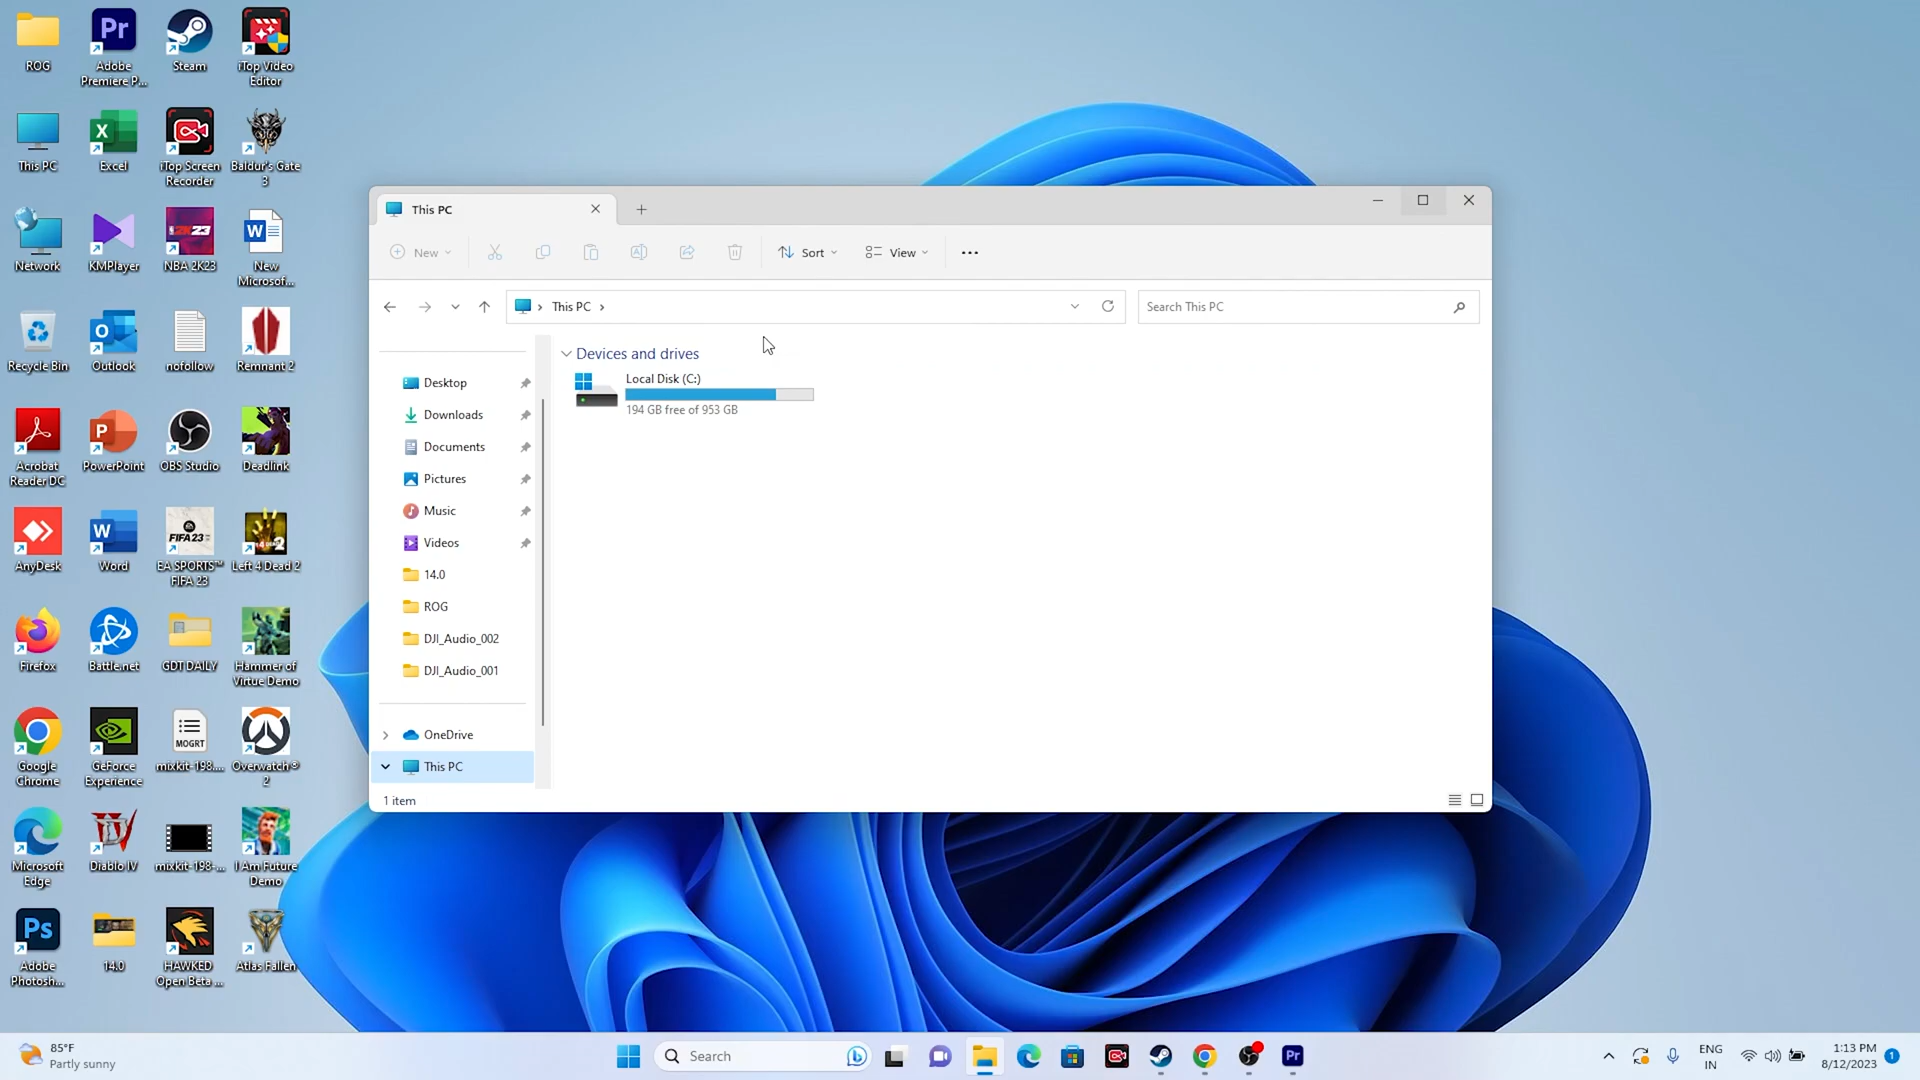 ROG
Adobe
Premiere P...
Steam
iTop Video
Editor
This PC
Excel
iTop Screen
Recorder
Baldur's Gate
3
Network
KMPlayer
NBA 2K23
New
Microsof...
Recycle Bin
Outlook
nofollow
Remnant 2
Acrobat
Reader DC
PowerPoint
OBS Studio
Deadlink
AnyDesk
Word
EA SPORTS™
FIFA 23
Left 4 Dead 2
Firefox
Battle.net
GDT DAILY
Hammer of
Virtue Demo
Google
Chrome
GeForce
Experience
MOGRT
mixkit-198...
Overwatch®
2
Microsoft
Edge
Diablo IV
mixkit-198-...
I Am Future
Demo
Adobe
Photosh...
14.0
HAWKED
Open Beta ...
Atlas Fallen
This PC
New
Sort
View
This PC
Search This PC
Devices and drives
Local Disk (C:)
194 GB free of 953 GB
Desktop
Downloads
Documents
Pictures
Music
Videos
14.0
ROG
DJI_Audio_002
DJI_Audio_001
OneDrive
This PC
1 item
85°F
Partly sunny
Search
ENG
IN
1:13 PM
8/12/2023
1